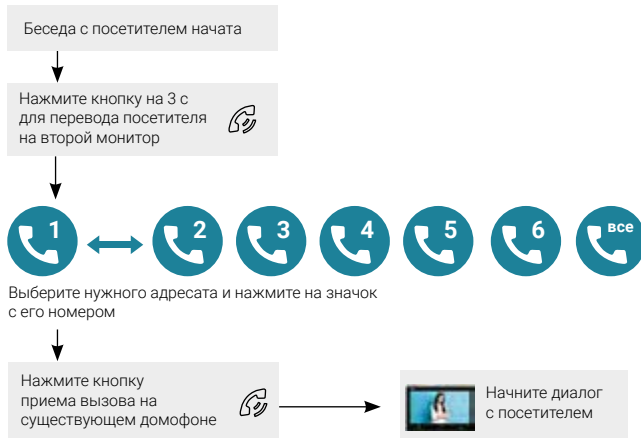 Беседа с посетителем начата
Нажмите кнопку на 3 с
для перевода посетителя
на второй монитор
1 2 3 4 5 6 все
Выберите нужного адресата и нажмите на значок
с его номером
Нажмите кнопку
приема вызова на
существующем домофоне
Начните диалог
с посетителем